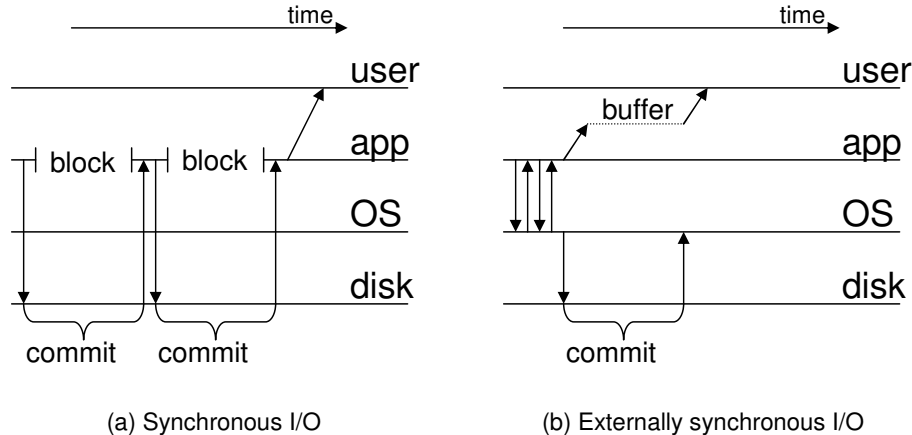 time
user
app
block
block
OS
disk
commit
commit
(a) Synchronous I/O
time
user
buffer
app
OS
disk
commit
(b) Externally synchronous I/O